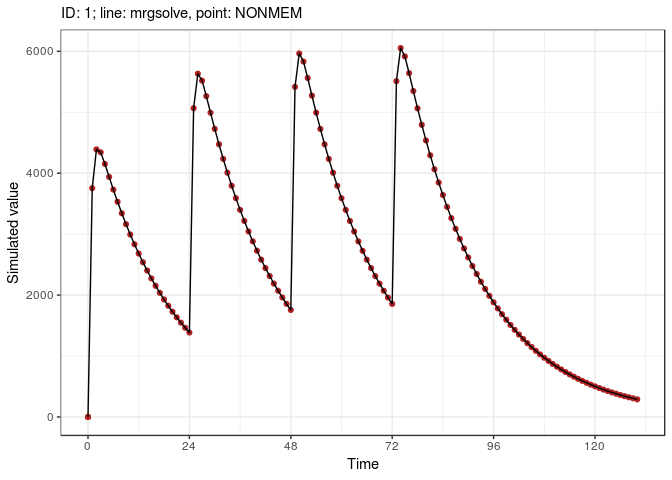 ID: 1; line: mrgsolve, point: NONMEM
6000
4000
2000
0
Simulated value
0 24 48 72 96 120
Time